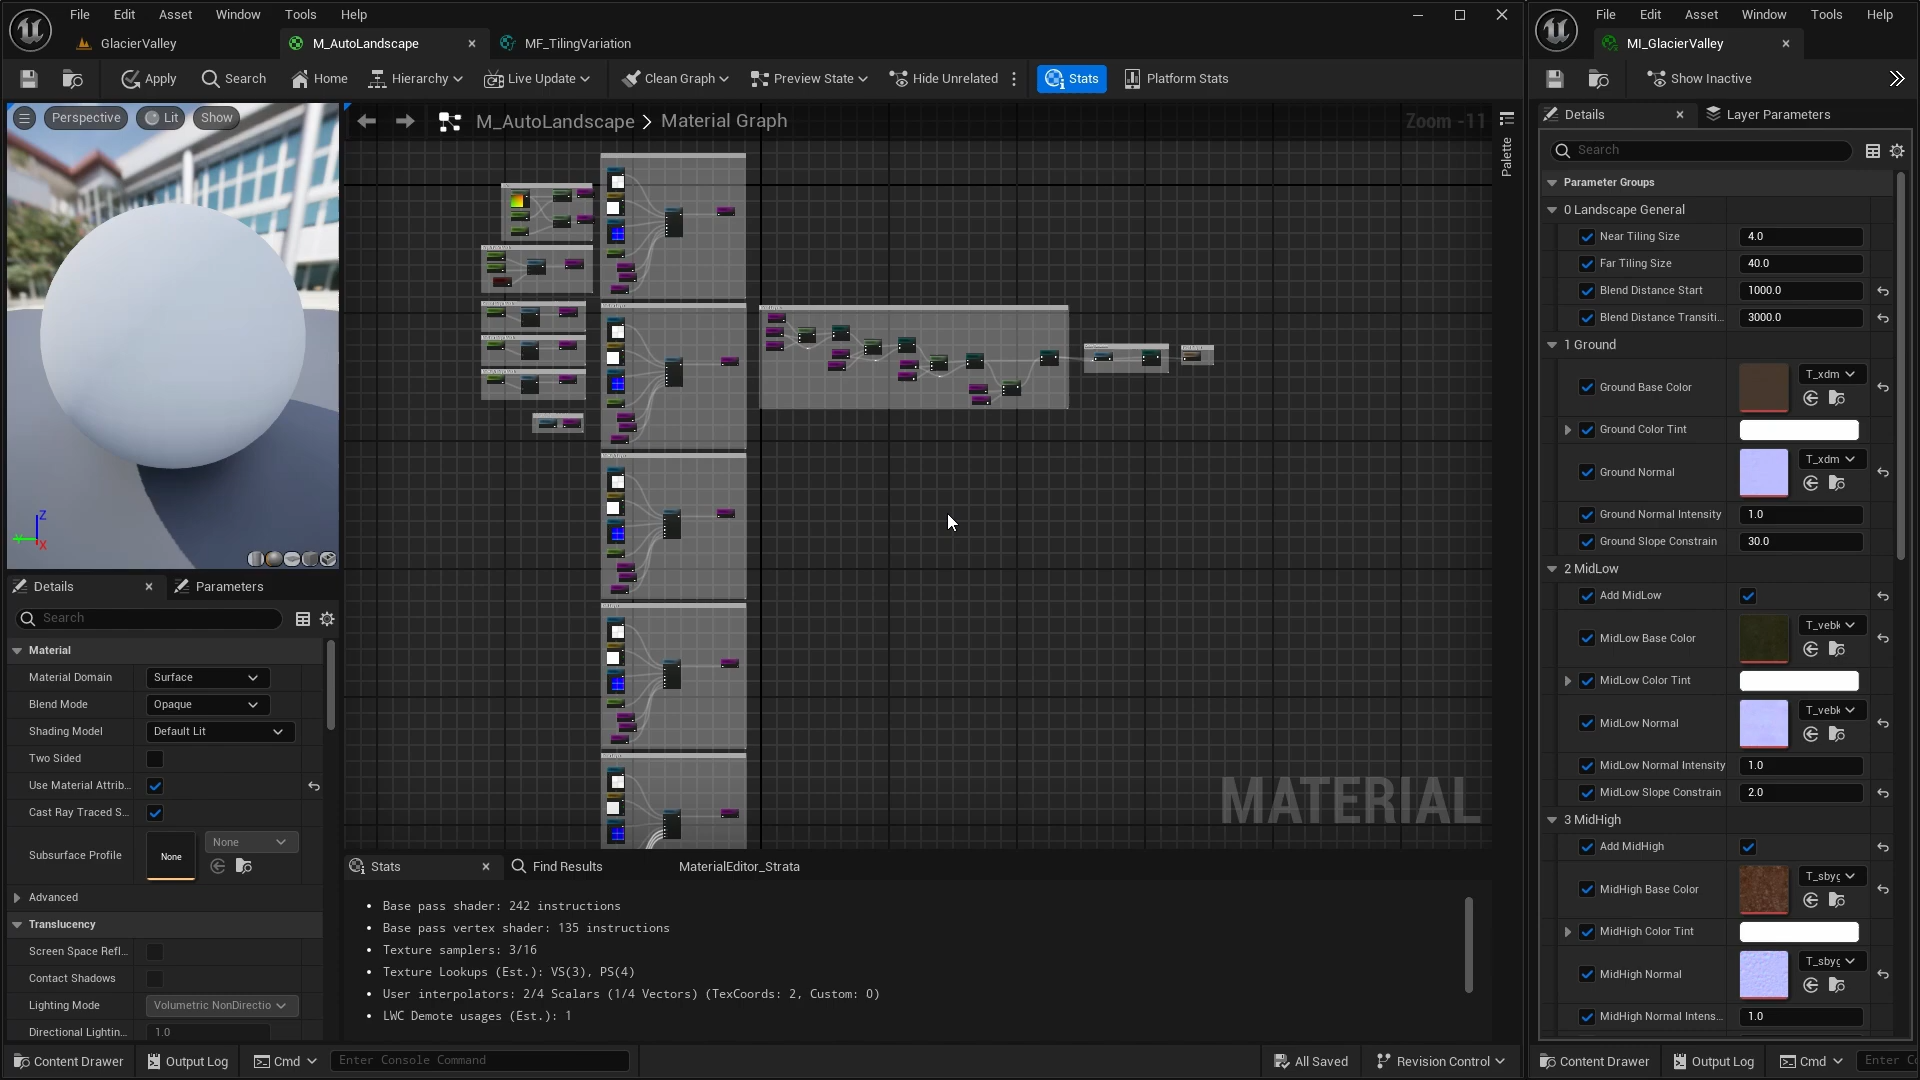 File Edit Asset Window Tools Help
GlacierValley M_AutoLandscape MF_TilingVariation
Apply Search Home Hierarchy Live Update Clean Graph Preview State Hide Unrelated Stats Platform Stats
Perspective Lit Show
M_AutoLandscape > Material Graph
Zoom -11
Palette
Z
Y
X
MATERIAL
Details Parameters
Search
Material
Material Domain Surface
Blend Mode Opaque
Shading Model Default Lit
Two Sided
Use Material Attrib...
Cast Ray Traced S...
Subsurface Profile None None
Advanced
Translucency
Screen Space Refl...
Contact Shadows
Lighting Mode Volumetric NonDirectio
Directional Lightin... 1.0
Stats Find Results MaterialEditor_Strata
• Base pass shader: 242 instructions
• Base pass vertex shader: 135 instructions
• Texture samplers: 3/16
• Texture Lookups (Est.): VS(3), PS(4)
• User interpolators: 2/4 Scalars (1/4 Vectors) (TexCoords: 2, Custom: 0)
• LWC Demote usages (Est.): 1
Content Drawer Output Log Cmd Enter Console Command All Saved Revision Control
File Edit Asset Window Tools Help
MI_GlacierValley
Show Inactive
Details Layer Parameters
Search
Parameter Groups
0 Landscape General
Near Tiling Size 4.0
Far Tiling Size 40.0
Blend Distance Start 1000.0
Blend Distance Transiti... 3000.0
1 Ground
Ground Base Color T_xdm
Ground Color Tint
Ground Normal T_xdm
Ground Normal Intensity 1.0
Ground Slope Constrain 30.0
2 MidLow
Add MidLow
MidLow Base Color T_vebk
MidLow Color Tint
MidLow Normal T_vebk
MidLow Normal Intensity 1.0
MidLow Slope Constrain 2.0
3 MidHigh
Add MidHigh
MidHigh Base Color T_sbyg
MidHigh Color Tint
MidHigh Normal T_sbyg
MidHigh Normal Intens... 1.0
Content Drawer Output Log Cmd Enter Co